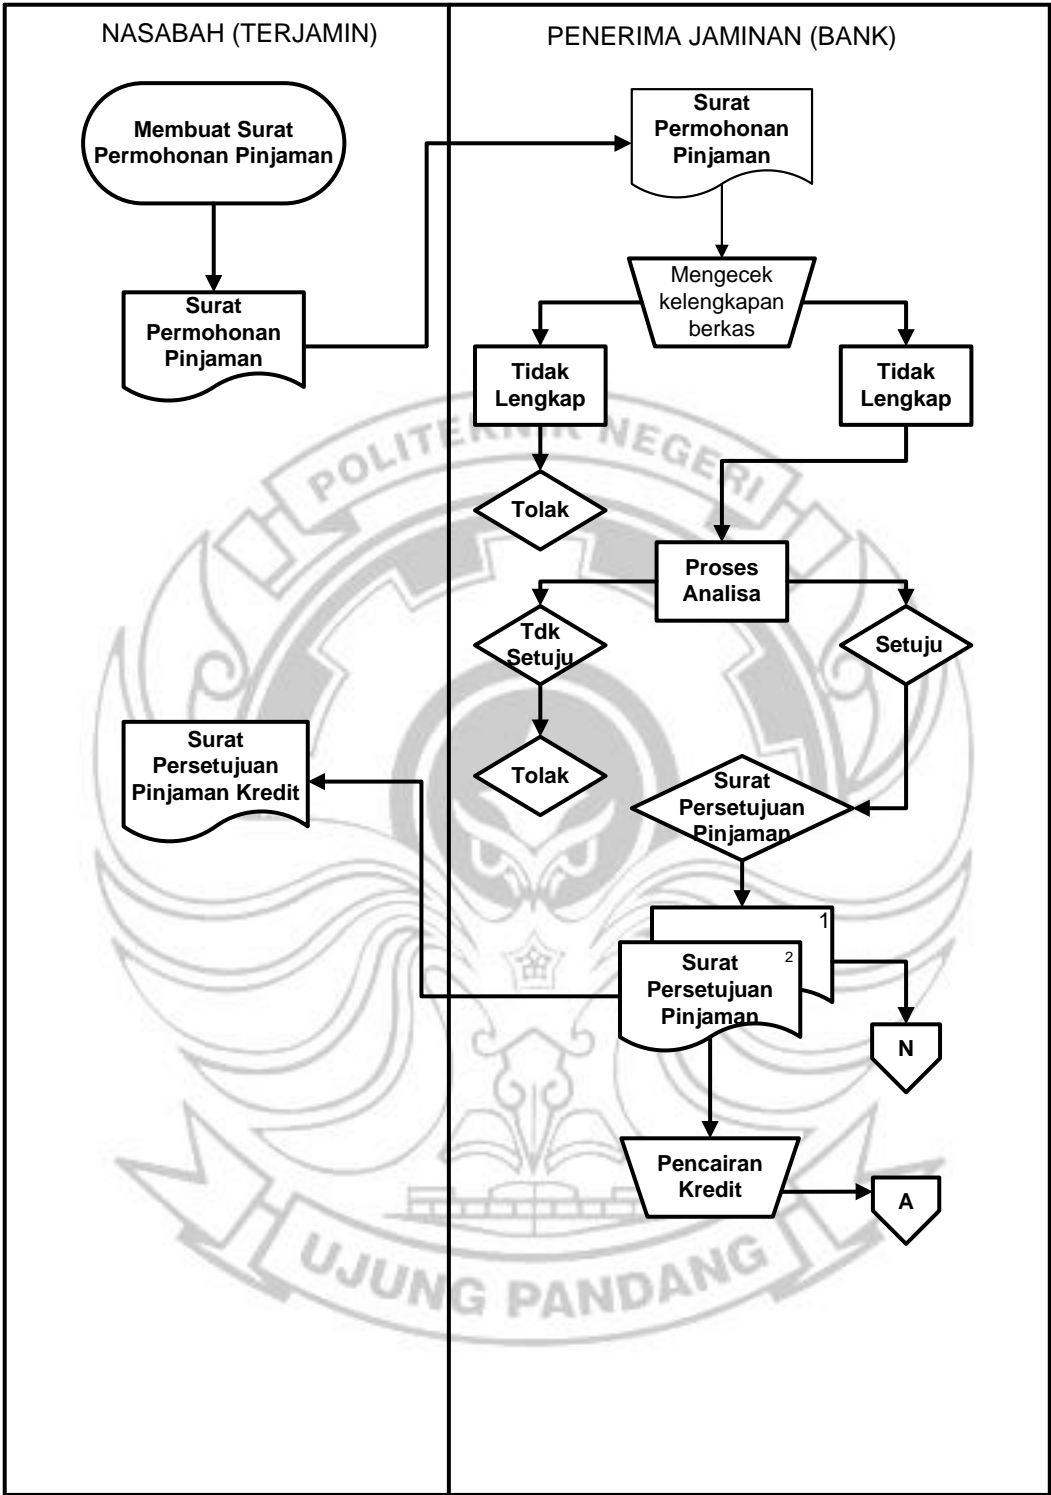 NASABAH (TERJAMIN)
PENERIMA JAMINAN (BANK)
Membuat Surat
Permohonan Pinjaman
Surat
Permohonan
Pinjaman
Surat
Permohonan
Pinjaman
Mengecek
kelengkapan
berkas
Tidak
Lengkap
Tidak
Lengkap
POLITEKNIK NEGERI
Tolak
Proses
Analisa
Tdk
Setuju
Setuju
Tolak
Surat
Persetujuan
Pinjaman Kredit
Surat
Persetujuan
Pinjaman
1
2
Surat
Persetujuan
Pinjaman
N
Pencairan
Kredit
A
UJUNG PANDANG